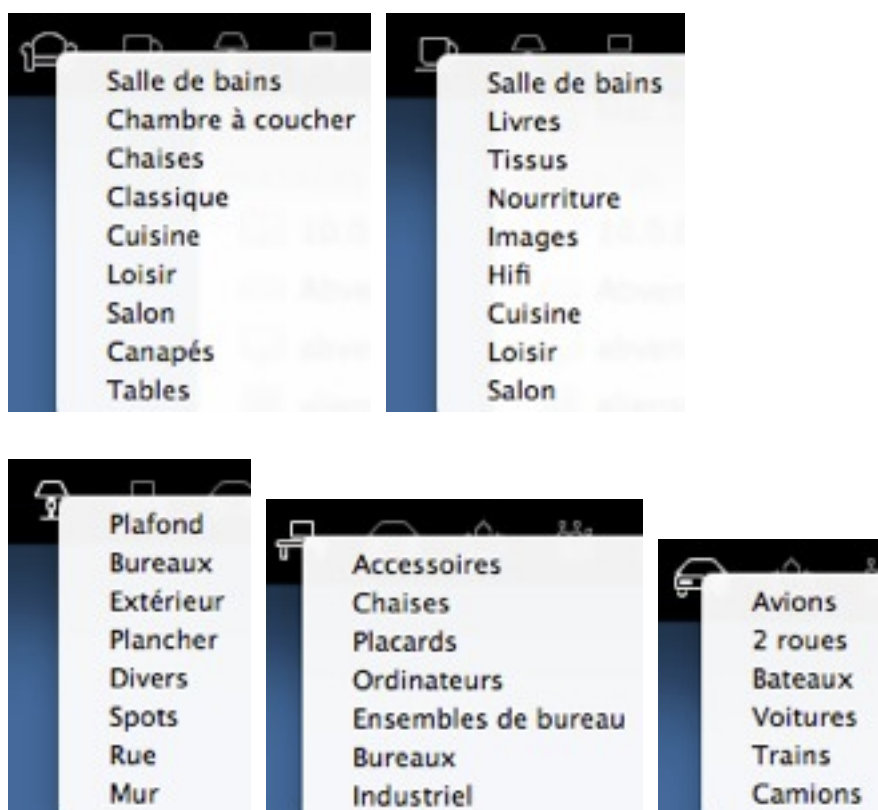 Salle de bains
Chambre à coucher
Chaises
Classique
Cuisine
Loisir
Salon
Canapés
Tables
Salle de bains
Livres
Tissus
Nourriture
Images
Hifi
Cuisine
Loisir
Salon
Plafond
Bureaux
Extérieur
Plancher
Divers
Spots
Rue
Mur
Accessoires
Chaises
Placards
Ordinateurs
Ensembles de bureau
Bureaux
Industriel
Avions
2 roues
Bateaux
Voitures
Trains
Camions